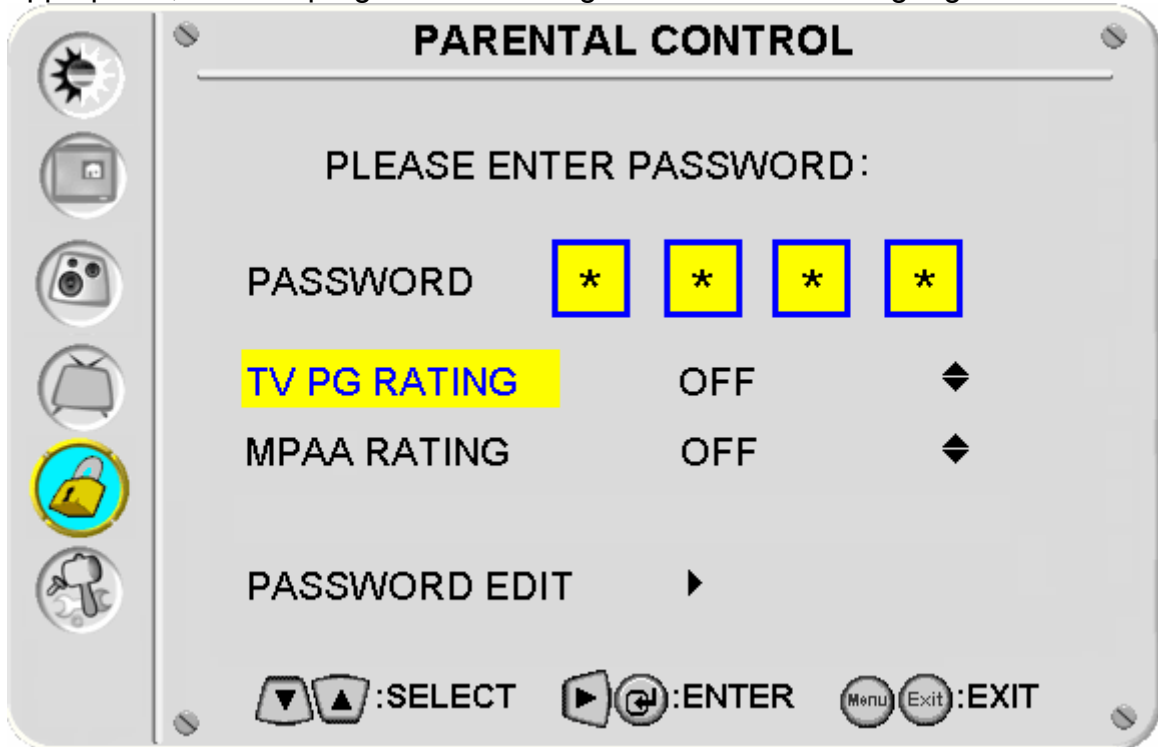 PARENTAL CONTROL
PLEASE ENTER PASSWORD:
PASSWORD * * * *
TV PG RATING OFF
MPAA RATING OFF
PASSWORD EDIT
:SELECT :ENTER Menu Exit :EXIT